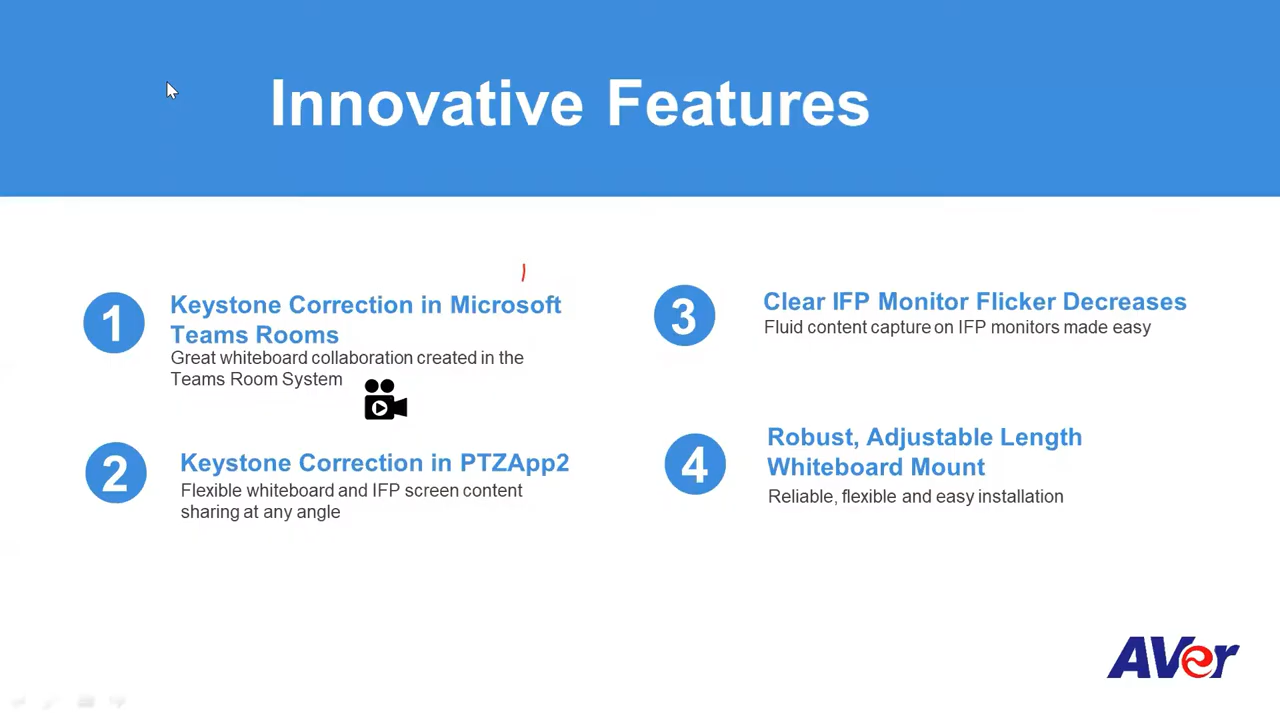 Innovative Features
1
Keystone Correction in Microsoft
Teams Rooms
Great whiteboard collaboration created in the
Teams Room System
2
Keystone Correction in PTZApp2
Flexible whiteboard and IFP screen content
sharing at any angle
3
Clear IFP Monitor Flicker Decreases
Fluid content capture on IFP monitors made easy
4
Robust, Adjustable Length
Whiteboard Mount
Reliable, flexible and easy installation
AVer